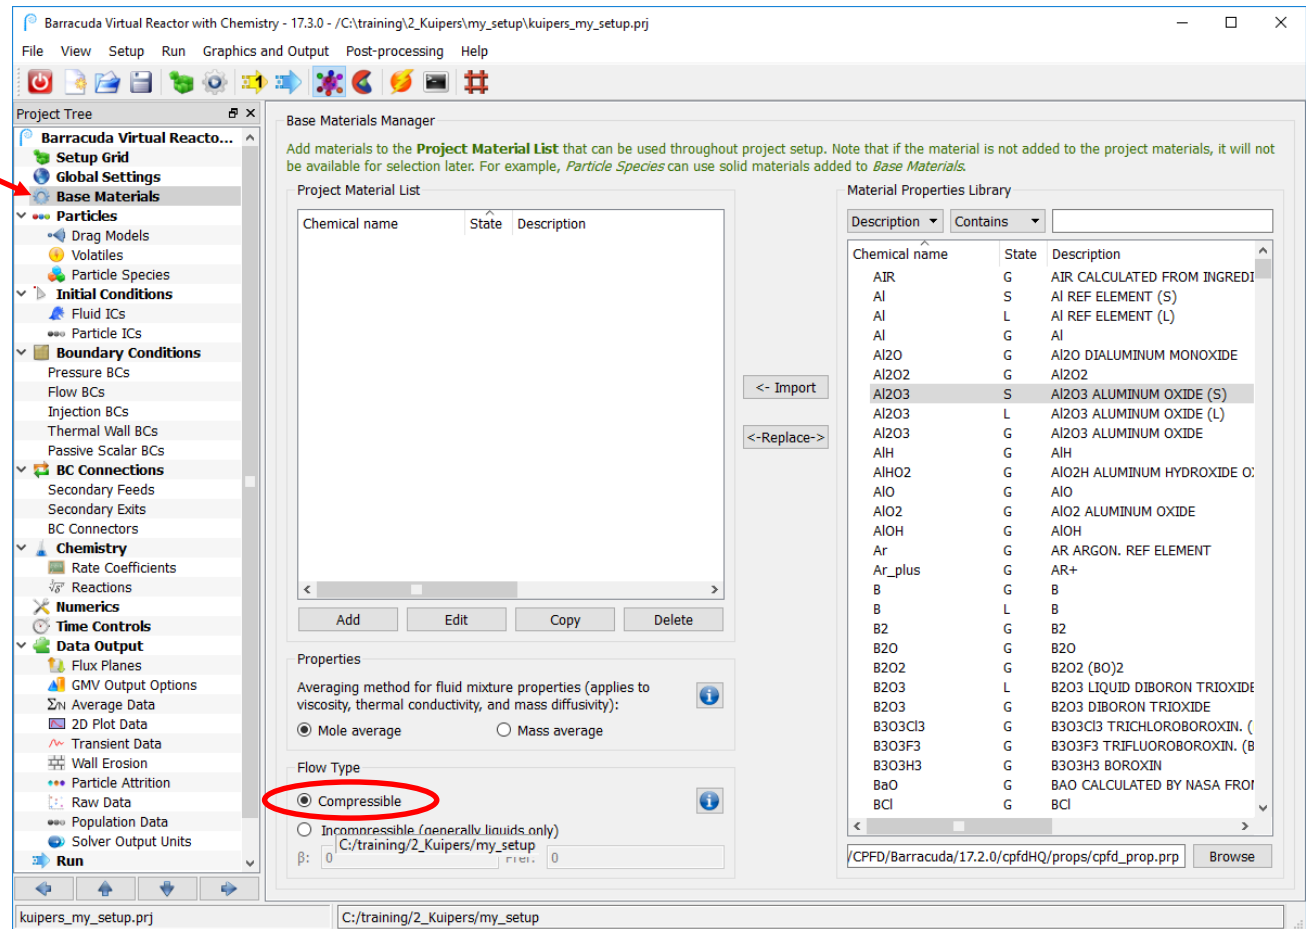 Barracuda Virtual Reactor with Chemistry - 17.3.0 - /C:\training\2_Kuipers\my_setup\kuipers_my_setup.prj
File View Setup Run Graphics and Output Post-processing Help
Project Tree
Barracuda Virtual Reacto...
Setup Grid
Global Settings
Base Materials
Particles
Drag Models
Volatiles
Particle Species
Initial Conditions
Fluid ICs
Particle ICs
Boundary Conditions
Pressure BCs
Flow BCs
Injection BCs
Thermal Wall BCs
Passive Scalar BCs
BC Connections
Secondary Feeds
Secondary Exits
BC Connectors
Chemistry
Rate Coefficients
Reactions
Numerics
Time Controls
Data Output
Flux Planes
GMV Output Options
Average Data
2D Plot Data
Transient Data
Wall Erosion
Particle Attrition
Raw Data
Population Data
Solver Output Units
Run
Base Materials Manager
Add materials to the Project Material List that can be used throughout project setup. Note that if the material is not added to the project materials, it will not
be available for selection later. For example, Particle Species can use solid materials added to Base Materials.
Project Material List
Chemical name State Description
Add Edit Copy Delete
<- Import
<-Replace->
Properties
Averaging method for fluid mixture properties (applies to
viscosity, thermal conductivity, and mass diffusivity):
Mole average Mass average
Flow Type
Compressible
Incompressible (generally liquids only)
C:/training/2_Kuipers/my_setup
β: 0 0
Material Properties Library
Description Contains
Chemical name State Description
AIR G AIR CALCULATED FROM INGREDI
Al S Al REF ELEMENT (S)
Al L Al REF ELEMENT (L)
Al G Al
Al2O G Al2O DIALUMINUM MONOXIDE
Al2O2 G Al2O2
Al2O3 S Al2O3 ALUMINUM OXIDE (S)
Al2O3 L Al2O3 ALUMINUM OXIDE (L)
Al2O3 G Al2O3 ALUMINUM OXIDE
AlH G AlH
AlHO2 G AlO2H ALUMINUM HYDROXIDE O
AlO G AlO
AlO2 G AlO2 ALUMINUM OXIDE
AlOH G AlOH
Ar G AR ARGON. REF ELEMENT
Ar_plus G AR+
B G B
B L B
B2 G B2
B2O G B2O
B2O2 G B2O2 (BO)2
B2O3 L B2O3 LIQUID DIBORON TRIOXIDE
B2O3 G B2O3 DIBORON TRIOXIDE
B3O3Cl3 G B3O3Cl3 TRICHLOROBOROXIN. (
B3O3F3 G B3O3F3 TRIFLUOROBOROXIN. (B
B3O3H3 G B3O3H3 BOROXIN
BaO G BAO CALCULATED BY NASA FROM
BCl G BCl
/CPFD/Barracuda/17.2.0/cpfdHQ/props/cpfd_prop.prp Browse
kuipers_my_setup.prj C:/training/2_Kuipers/my_setup